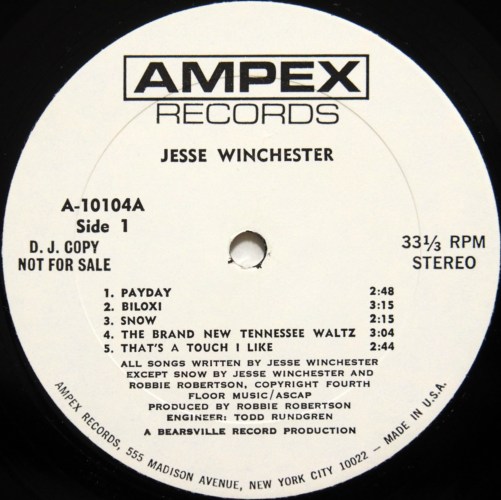 AMPEX
RECORDS
JESSE WINCHESTER
A-10104A
Side 1
D. J. COPY
NOT FOR SALE
33⅓ RPM
STEREO
1. PAYDAY 2:48
2. BILOXI 3:15
3. SNOW 2:15
4. THE BRAND NEW TENNESSEE WALTZ 3:04
5. THAT'S A TOUCH I LIKE 2:44
ALL SONGS WRITTEN BY JESSE WINCHESTER
EXCEPT SNOW BY JESSE WINCHESTER AND
ROBBIE ROBERTSON, COPYRIGHT FOURTH
FLOOR MUSIC/ASCAP
PRODUCED BY ROBBIE ROBERTSON
ENGINEER: TODD RUNDGREN
A BEARSVILLE RECORD PRODUCTION
AMPEX RECORDS, 555 MADISON AVENUE, NEW YORK CITY 10022 – MADE IN U.S.A.